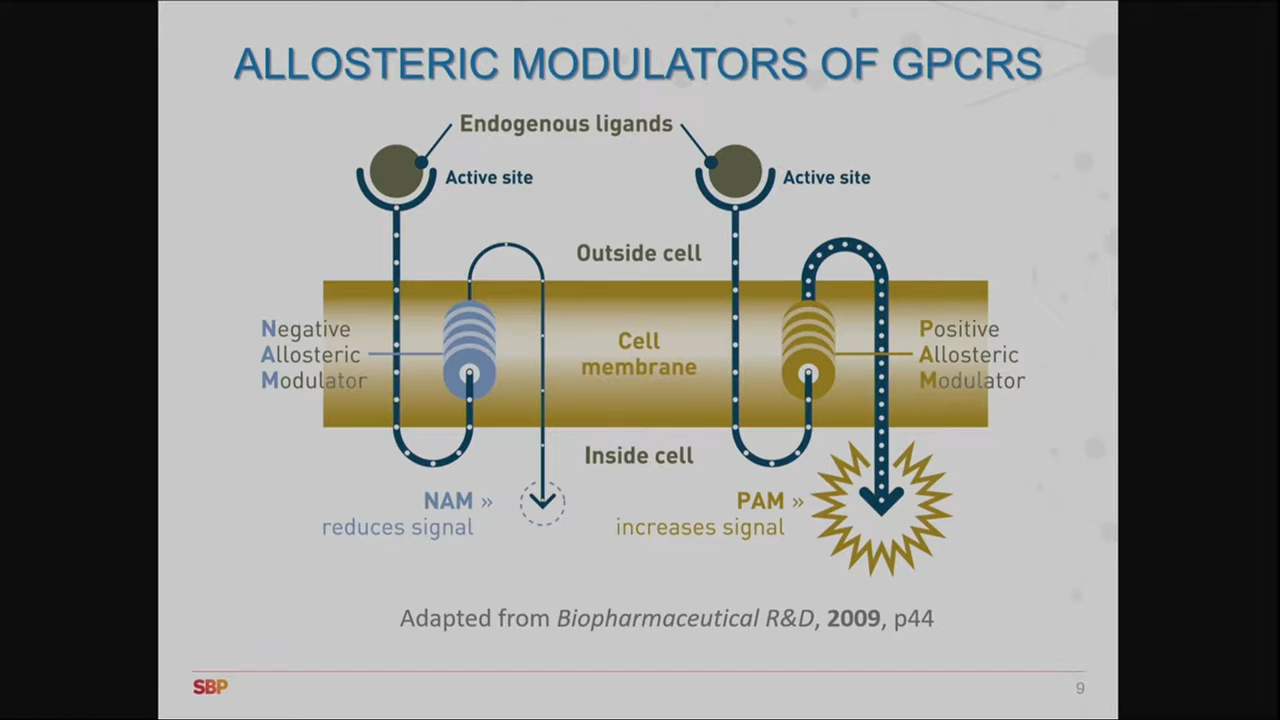 ALLOSTERIC MODULATORS OF GPCRS
Endogenous ligands
Active site
Active site
Outside cell
Negative
Allosteric
Modulator
Cell
membrane
Positive
Allosteric
Modulator
Inside cell
NAM »
reduces signal
PAM »
increases signal
Adapted from Biopharmaceutical R&D, 2009, p44
SBP
9